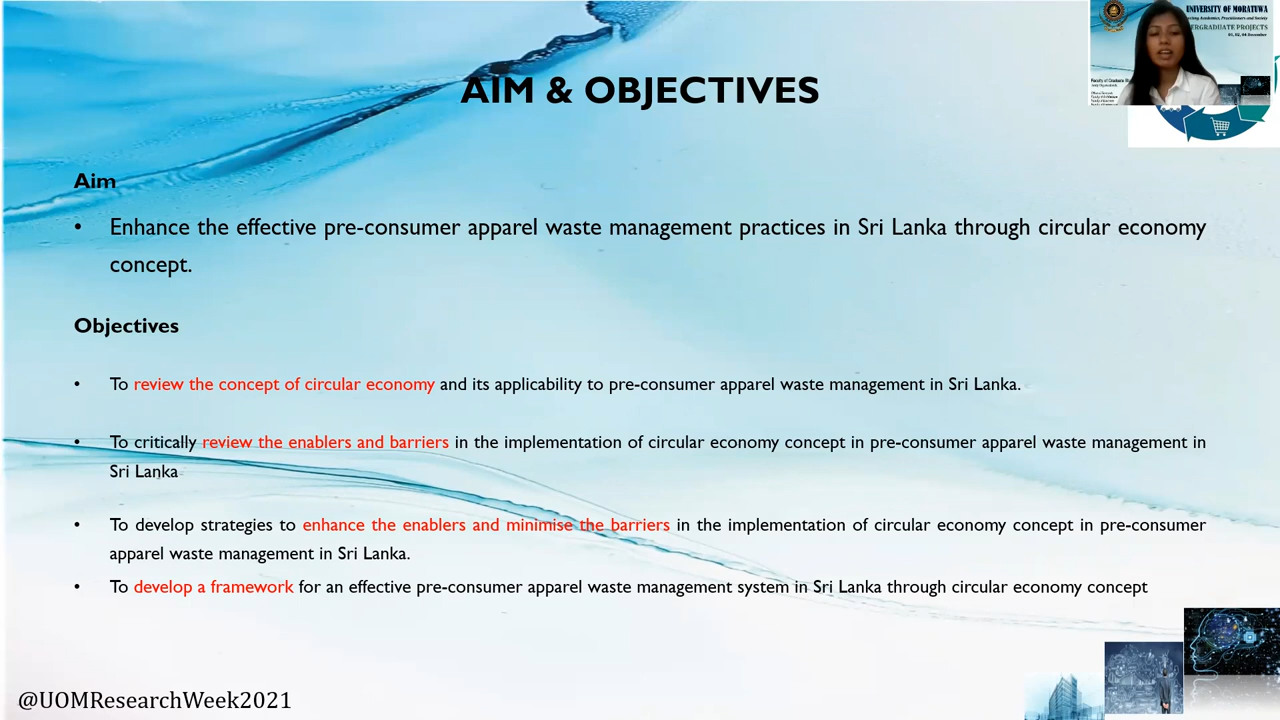 UNIVERSITY OF MORATUWA
AIM & OBJECTIVES
Aim
• Enhance the effective pre-consumer apparel waste management practices in Sri Lanka through circular economy
concept.
Objectives
• To review the concept of circular economy and its applicability to pre-consumer apparel waste management in Sri Lanka.
• To critically review the enablers and barriers in the implementation of circular economy concept in pre-consumer apparel waste management in
Sri Lanka
• To develop strategies to enhance the enablers and minimise the barriers in the implementation of circular economy concept in pre-consumer
apparel waste management in Sri Lanka.
• To develop a framework for an effective pre-consumer apparel waste management system in Sri Lanka through circular economy concept
@UOMResearchWeek2021